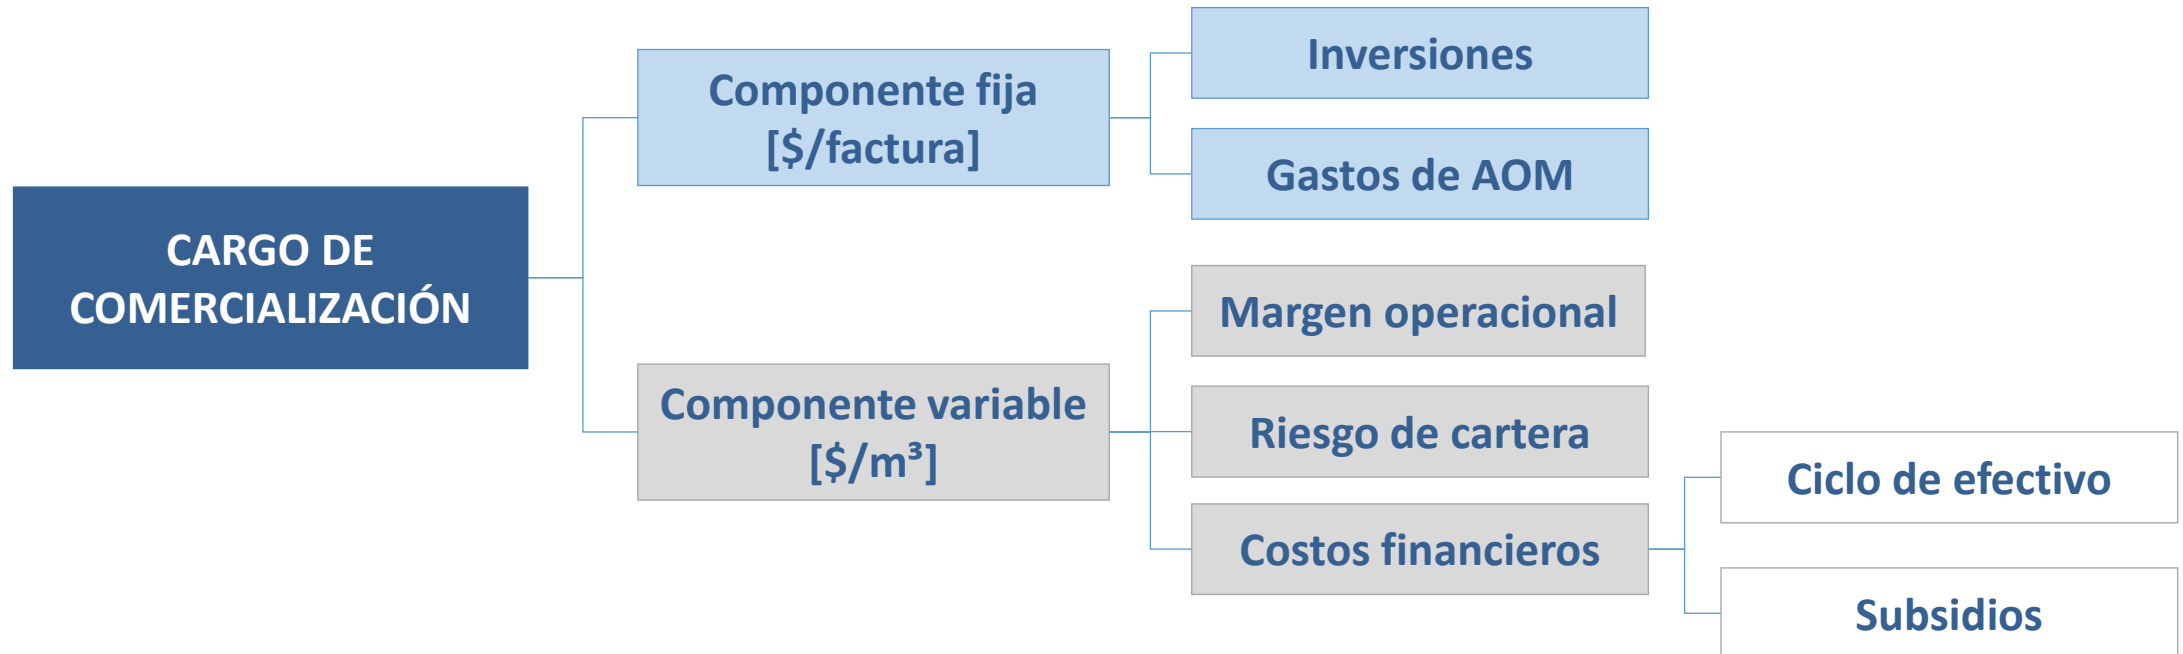 CARGO DE
COMERCIALIZACIÓN
Componente fija
[$/factura]
Inversiones
Gastos de AOM
Componente variable
[$/m³]
Margen operacional
Riesgo de cartera
Costos financieros
Ciclo de efectivo
Subsidios